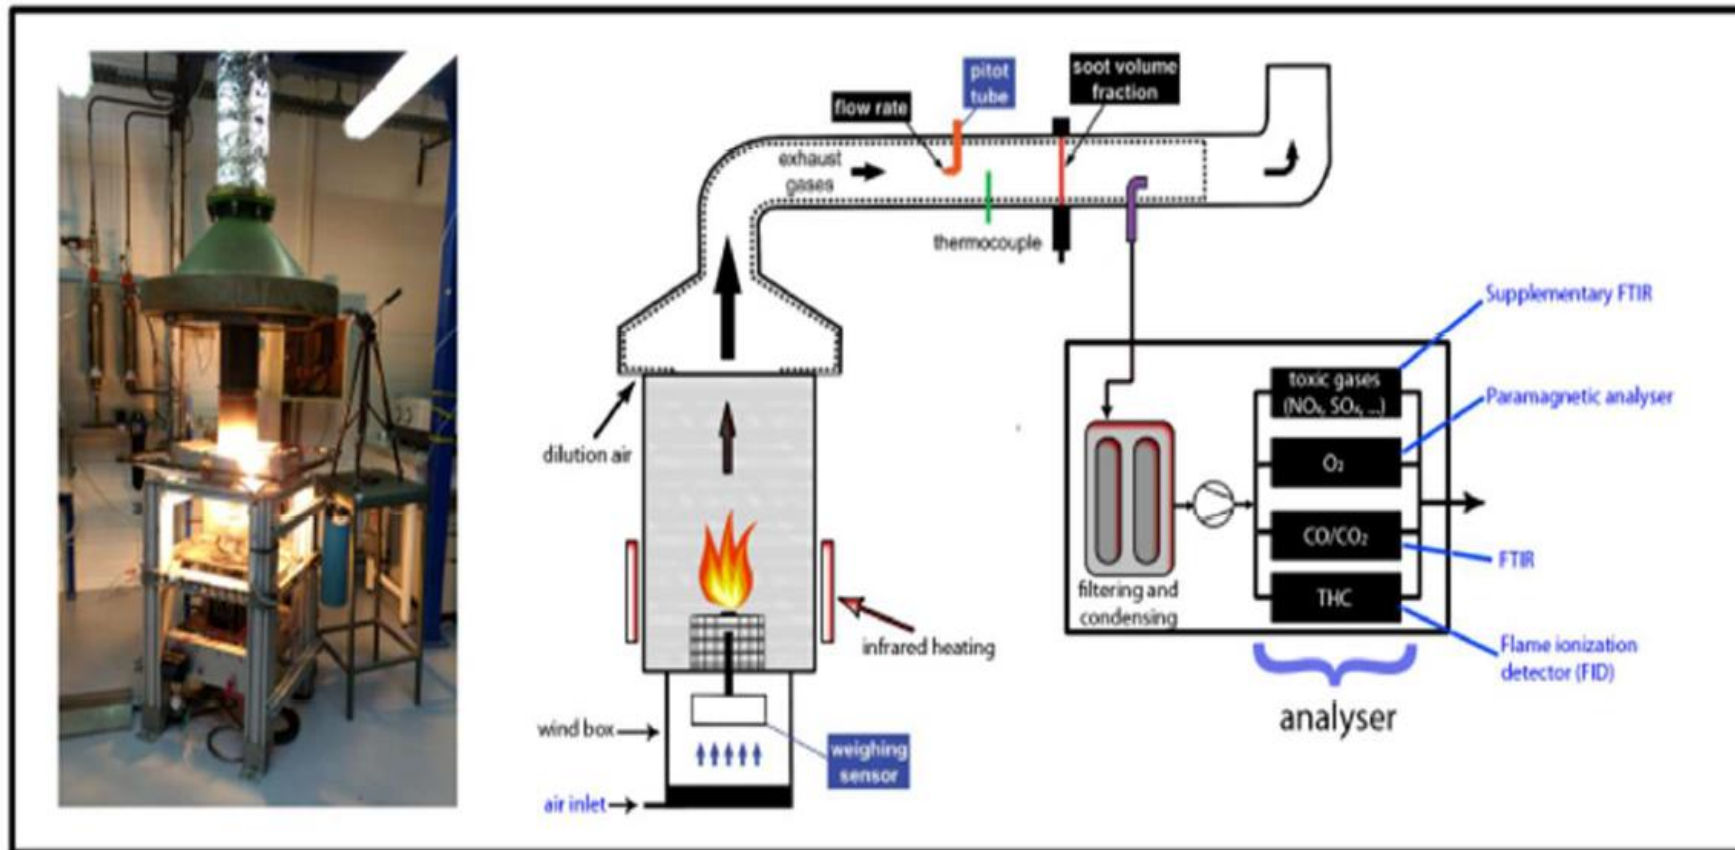 pitot
tube
soot volume
fraction
flow rate
exhaust
gases
thermocouple
dilution air
infrared heating
wind box
weighing
sensor
air inlet
filtering and
condensing
toxic gases
(NOₓ, SOₓ, ...)
O₂
CO/CO₂
THC
Supplementary FTIR
Paramagnetic analyser
FTIR
Flame ionization
detector (FID)
analyser